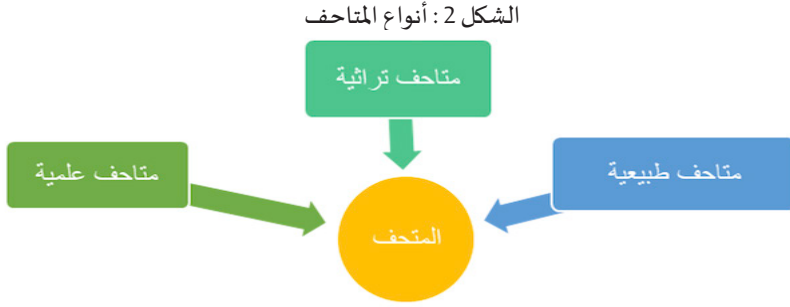 الشكل 2 : أنواع المتاحف
متاحف تراثية
متاحف طبيعية
متاحف علمية
المتحف